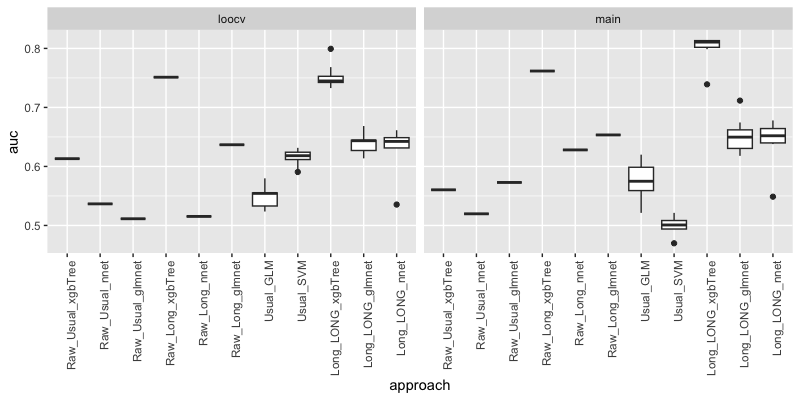 loocv
main
auc
0.8
0.7
0.6
0.5
Raw_Usual_xgbTree
Raw_Usual_nnet
Raw_Usual_glmnet
Raw_Long_xgbTree
Raw_Long_nnet
Raw_Long_glmnet
Usual_GLM
Usual_SVM
Long_LONG_xgbTree
Long_LONG_glmnet
Long_LONG_nnet
Raw_Usual_xgbTree
Raw_Usual_nnet
Raw_Usual_glmnet
Raw_Long_xgbTree
Raw_Long_nnet
Raw_Long_glmnet
Usual_GLM
Usual_SVM
Long_LONG_xgbTree
Long_LONG_glmnet
Long_LONG_nnet
approach